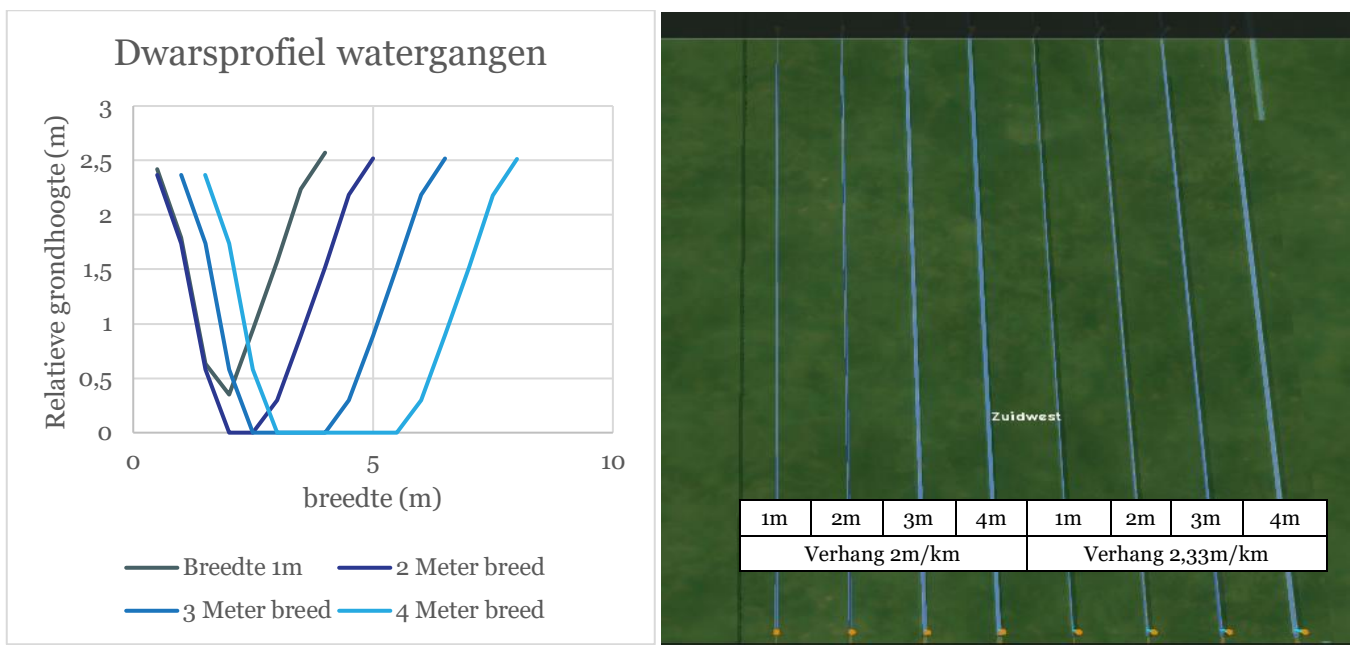 Dwarsprofiel watergangen
Relatieve grondhoogte (m)
3
2,5
2
1,5
1
0,5
0
0 5 10
breedte (m)
Breedte 1m 2 Meter breed
3 Meter breed 4 Meter breed
Zuidwest
1m 2m 3m 4m 1m 2m 3m 4m
Verhang 2m/km Verhang 2,33m/km